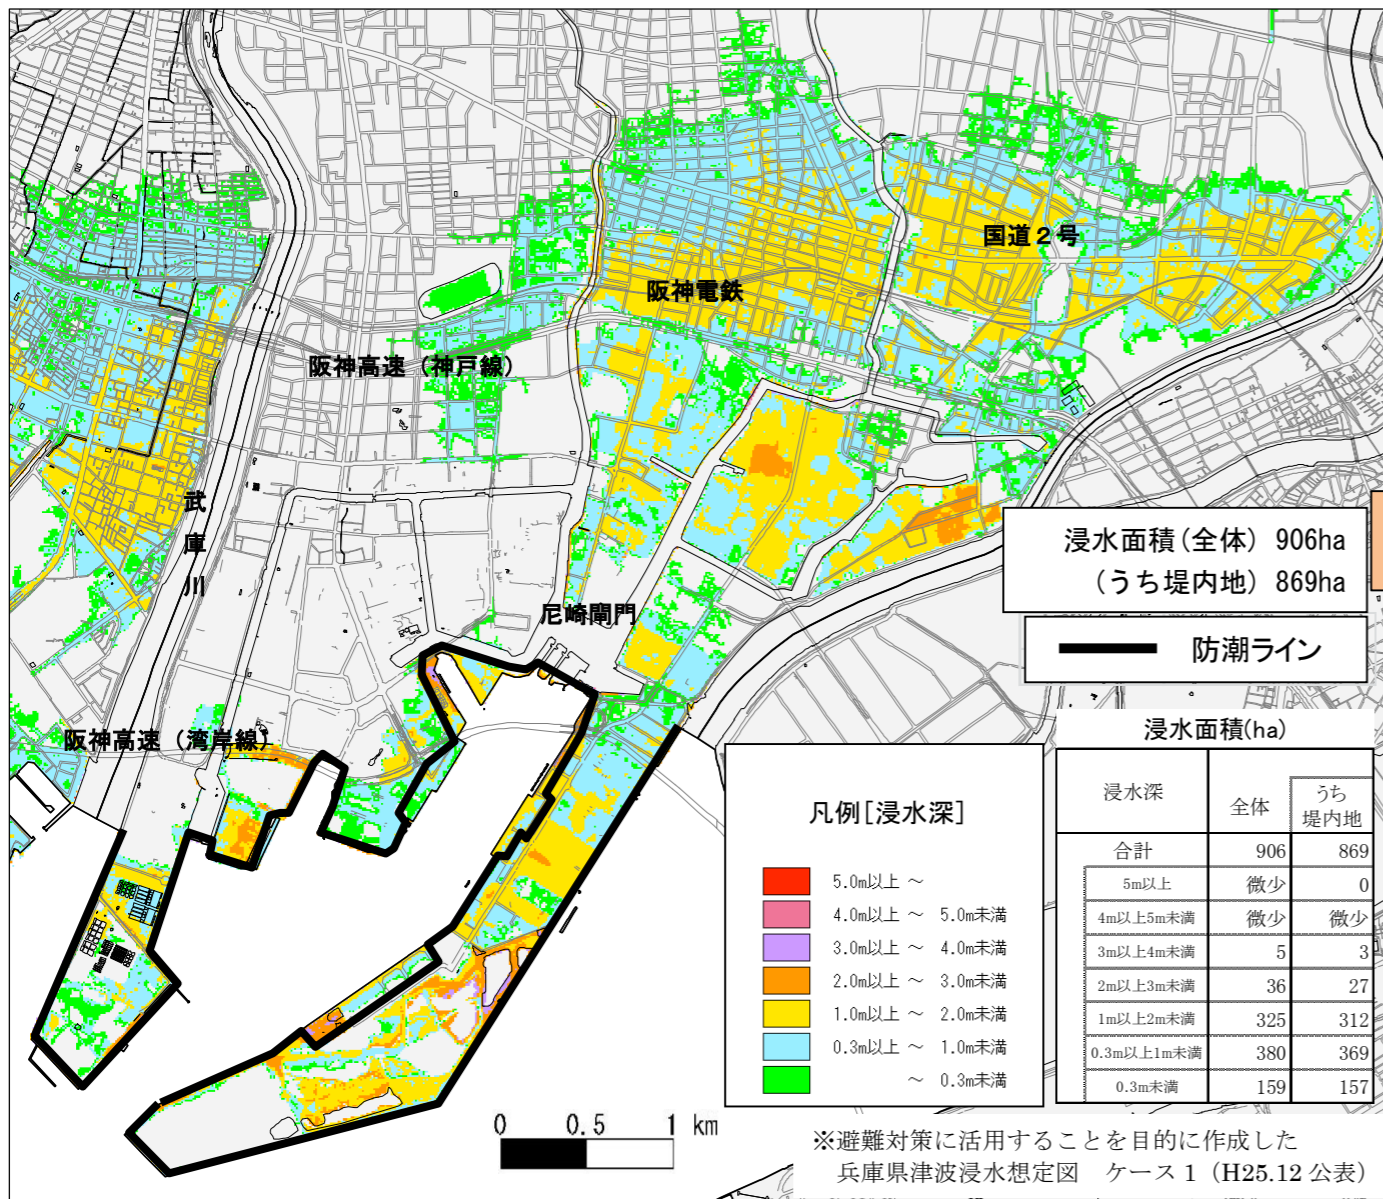 国道２号
阪神電鉄
阪神高速（神戸線）
武
庫
川
尼崎閘門
阪神高速（湾岸線）
浸水面積(全体) 906ha
(うち堤内地) 869ha
防潮ライン
凡例[浸水深]
5.0m以上 ～
4.0m以上 ～ 5.0m未満
3.0m以上 ～ 4.0m未満
2.0m以上 ～ 3.0m未満
1.0m以上 ～ 2.0m未満
0.3m以上 ～ 1.0m未満
～ 0.3m未満
浸水面積(ha)
浸水深 全体 うち
堤内地
合計 906 869
5m以上 微少 0
4m以上5m未満 微少 微少
3m以上4m未満 5 3
2m以上3m未満 36 27
1m以上2m未満 325 312
0.3m以上1m未満 380 369
0.3m未満 159 157
0 0.5 1 km
※避難対策に活用することを目的に作成した
兵庫県津波浸水想定図 ケース 1（H25.12 公表）